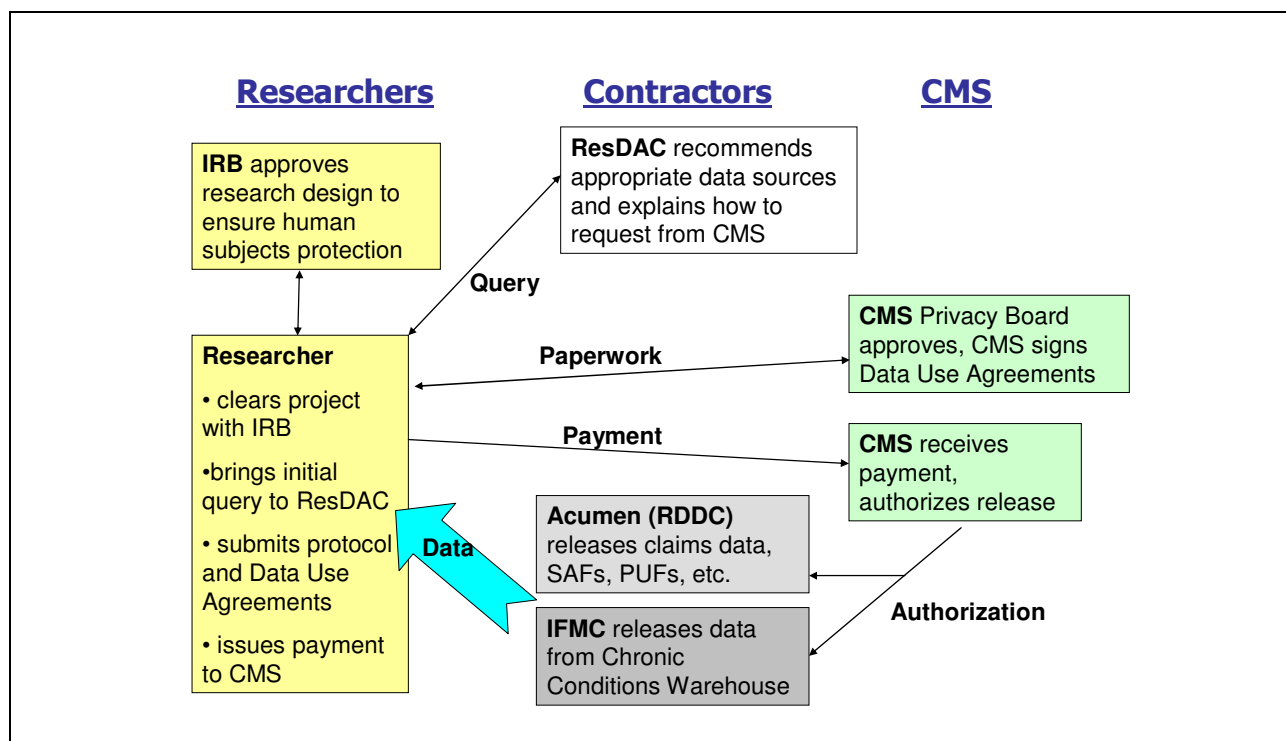 Researchers
Contractors
CMS
IRB approves
research design to
ensure human
subjects protection
ResDAC recommends
appropriate data sources
and explains how to
request from CMS
Query
Researcher
• clears project
with IRB
•brings initial
query to ResDAC
• submits protocol
and Data Use
Agreements
• issues payment
to CMS
Paperwork
CMS Privacy Board
approves, CMS signs
Data Use Agreements
Payment
CMS receives
payment,
authorizes release
Data
Acumen (RDDC)
releases claims data,
SAFs, PUFs, etc.
Authorization
IFMC releases data
from Chronic
Conditions Warehouse